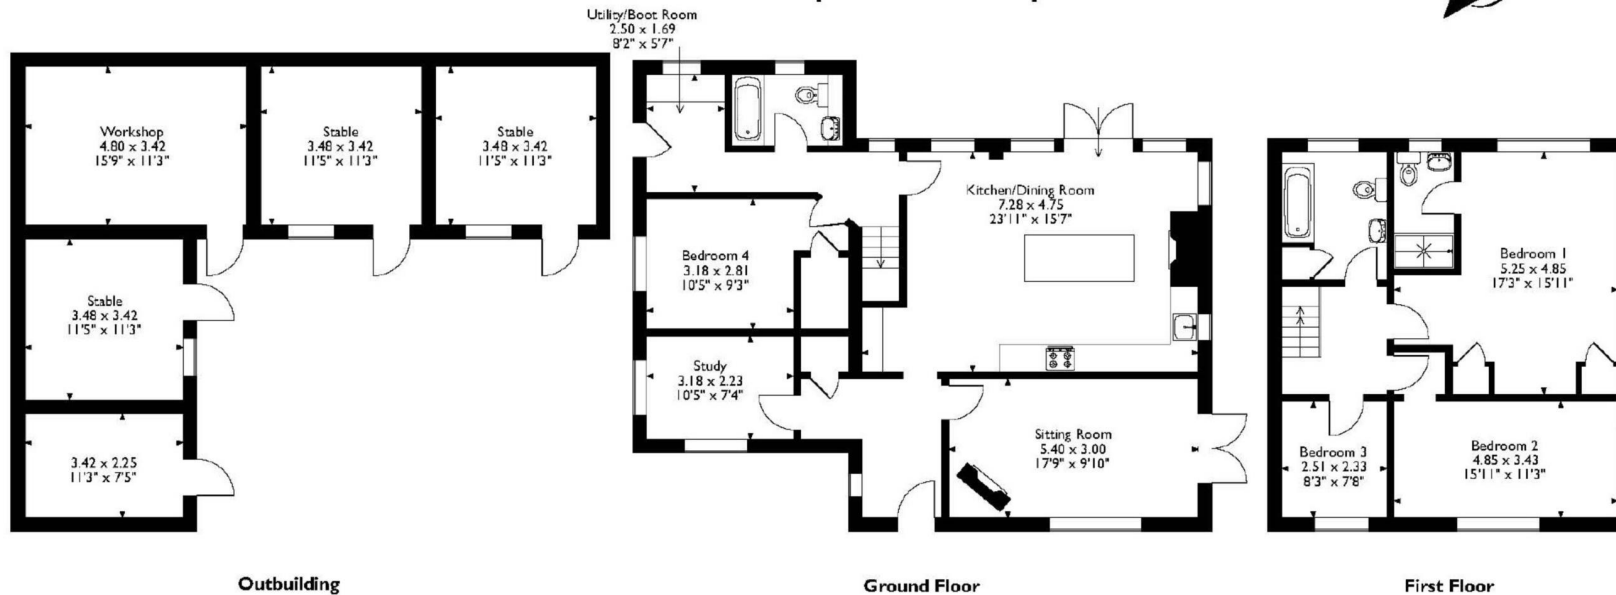 Utility/Boot Room
2.50 x 1.69
8'2" x 5'7"
Workshop
4.80 x 3.42
15'9" x 11'3"
Stable
3.48 x 3.42
11'5" x 11'3"
Stable
3.48 x 3.42
11'5" x 11'3"
Stable
3.48 x 3.42
11'5" x 11'3"
3.42 x 2.25
11'3" x 7'5"
Kitchen/Dining Room
7.28 x 4.75
23'11" x 15'7"
Bedroom 4
3.18 x 2.81
10'5" x 9'3"
Study
3.18 x 2.23
10'5" x 7'4"
Sitting Room
5.40 x 3.00
17'9" x 9'10"
Bedroom 1
5.25 x 4.85
17'3" x 15'11"
Bedroom 3
2.51 x 2.33
8'3" x 7'8"
Bedroom 2
4.85 x 3.43
15'11" x 11'3"
Outbuilding
Ground Floor
First Floor